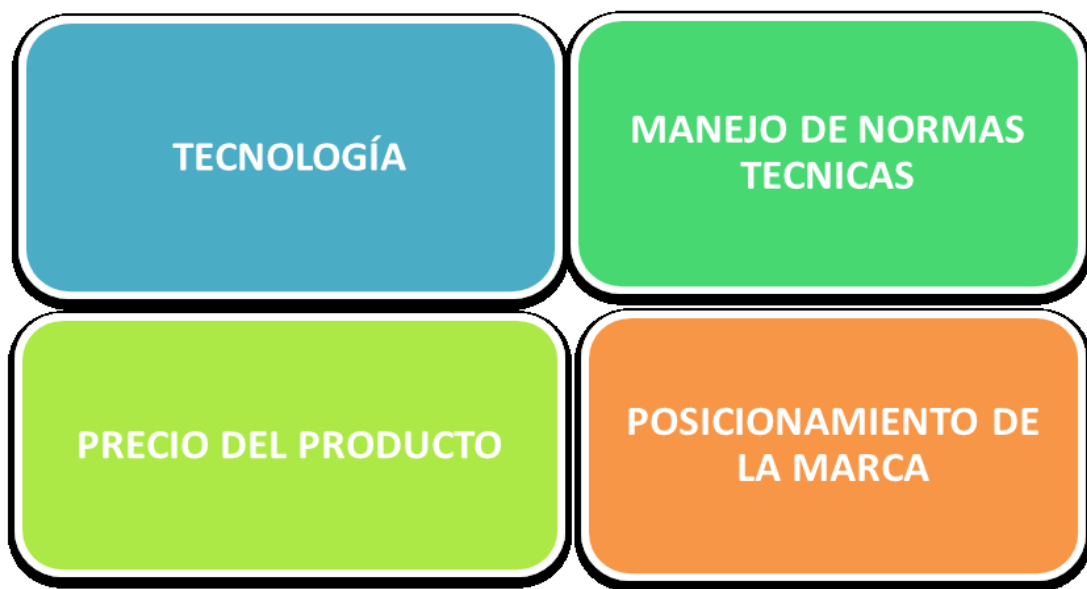 TECNOLOGÍA
MANEJO DE NORMAS
TECNICAS
PRECIO DEL PRODUCTO
POSICIONAMIENTO DE
LA MARCA